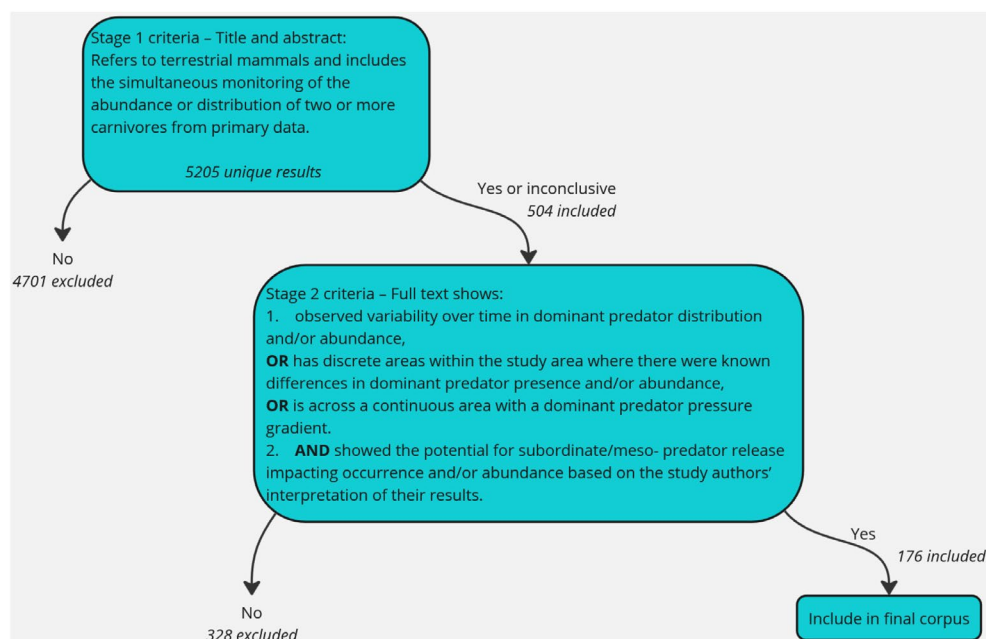 Stage 1 criteria – Title and abstract:
Refers to terrestrial mammals and includes
the simultaneous monitoring of the
abundance or distribution of two or more
carnivores from primary data.
5205 unique results
Yes or inconclusive
504 included
No
4701 excluded
Stage 2 criteria – Full text shows:
1. observed variability over time in dominant predator distribution
and/or abundance,
OR has discrete areas within the study area where there were known
differences in dominant predator presence and/or abundance,
OR is across a continuous area with a dominant predator pressure
gradient.
2. AND showed the potential for subordinate/meso- predator release
impacting occurrence and/or abundance based on the study authors’
interpretation of their results.
Yes
176 included
No
328 excluded
Include in final corpus